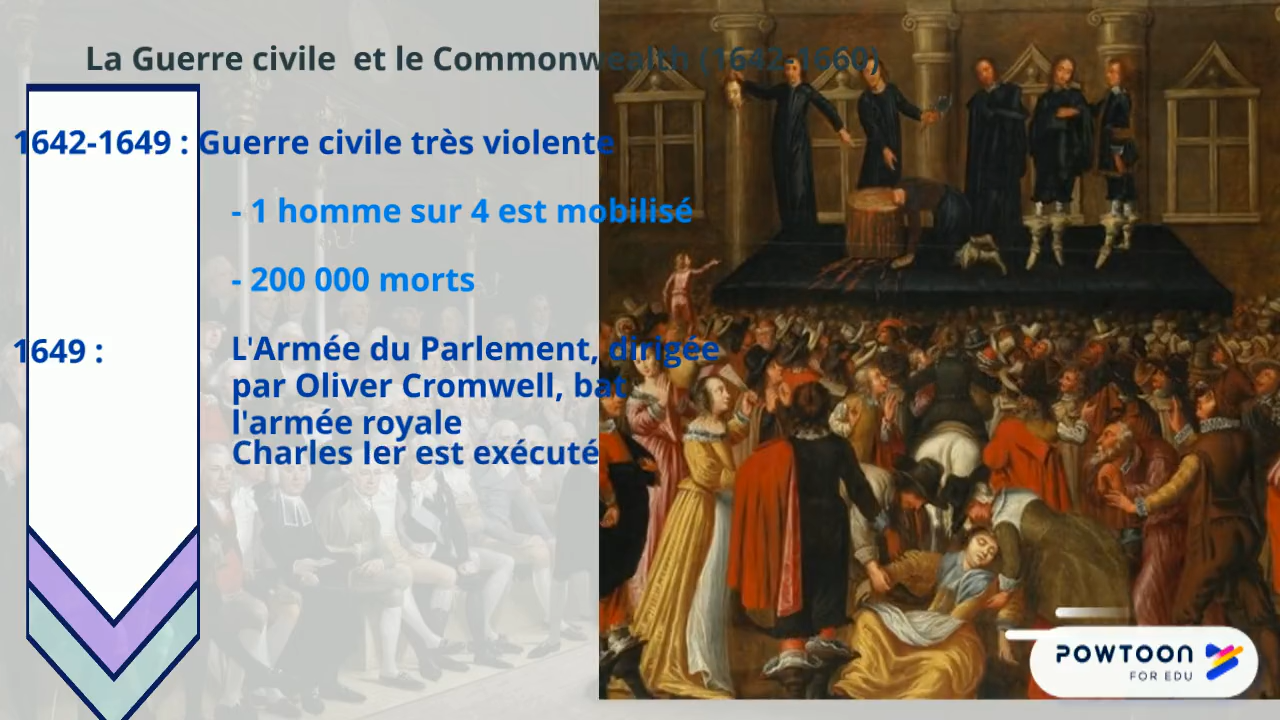 La Guerre civile et le Commonwealth (1642-1660)
1642-1649 : Guerre civile très violente
- 1 homme sur 4 est mobilisé
- 200 000 morts
1649 : L'Armée du Parlement, dirigée
par Oliver Cromwell, bat
l'armée royale
Charles Ier est exécuté
POWTOON
FOR EDU